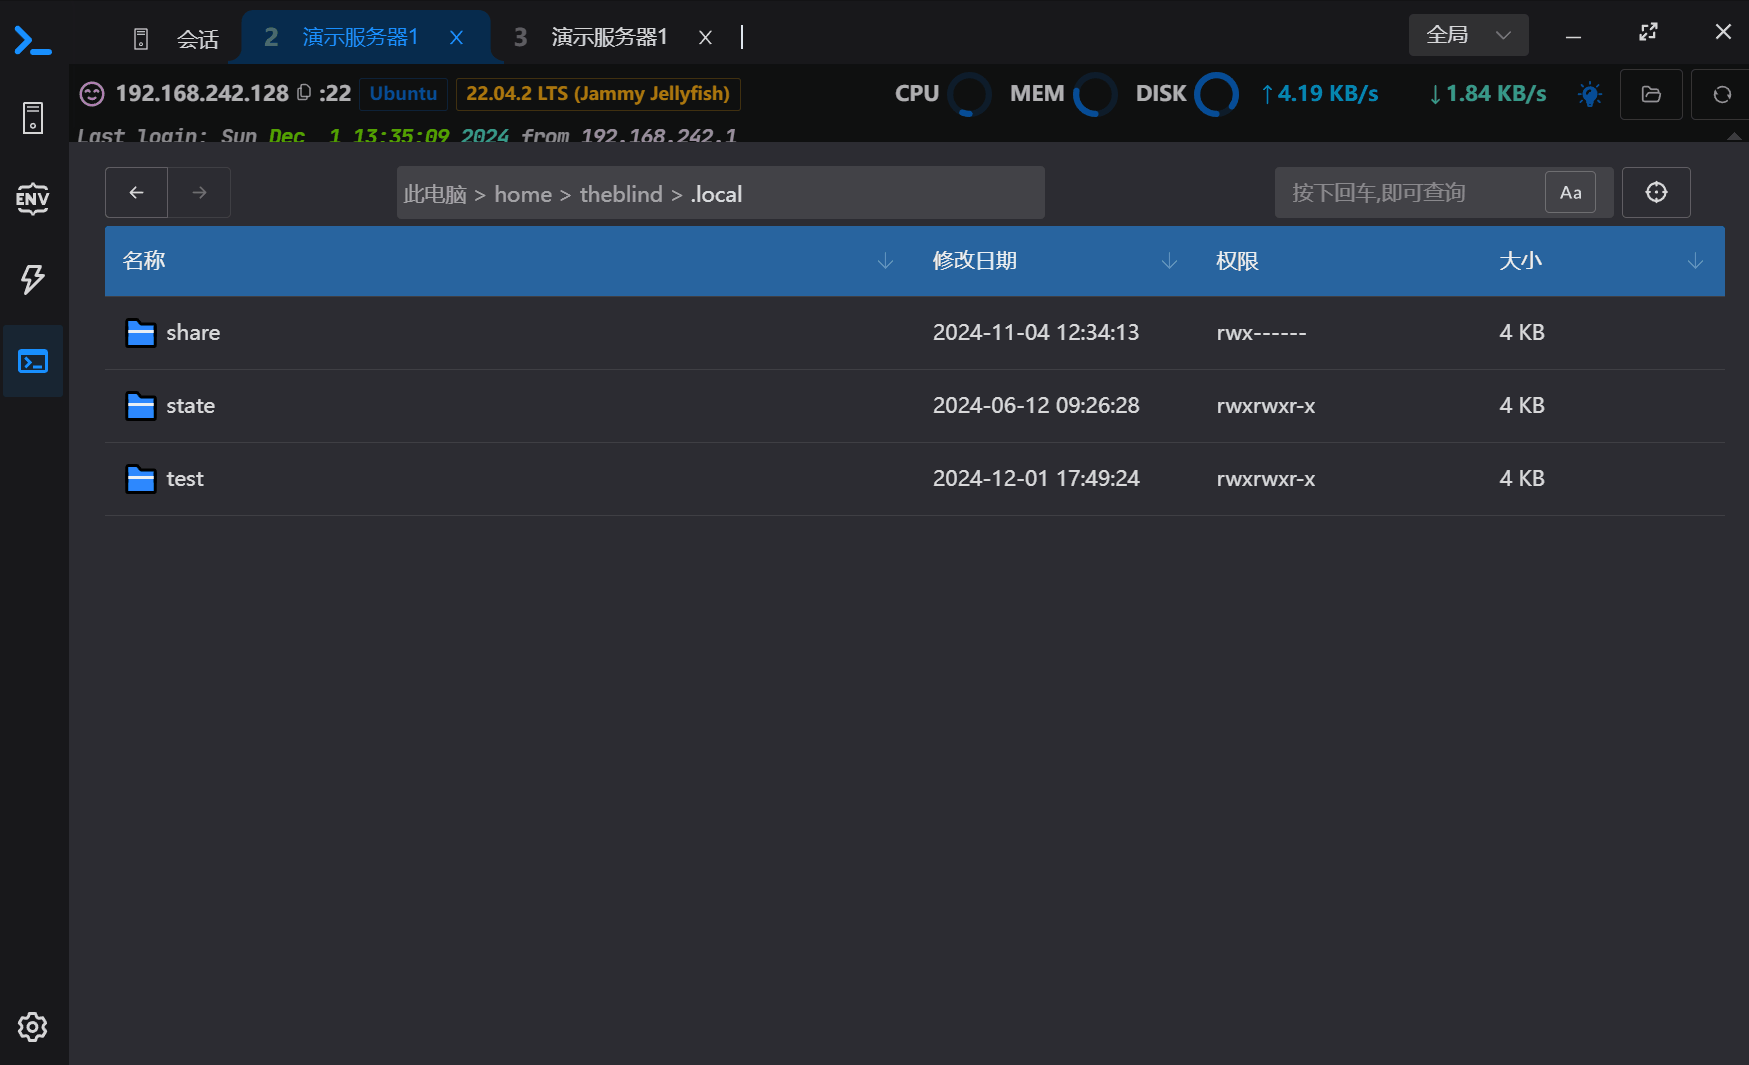 会话 2 演示服务器1 X 3 演示服务器1 X 全局
192.168.242.128 :22 Ubuntu 22.04.2 LTS (Jammy Jellyfish) CPU MEM DISK ↑4.19 KB/s ↓1.84 KB/s
Last login: Sun Dec 1 13:35:09 2024 from 192.168.242.1
ENV
此电脑 > home > theblind > .local 按下回车,即可查询 Aa
名称 修改日期 权限 大小
share 2024-11-04 12:34:13 rwx------ 4 KB
state 2024-06-12 09:26:28 rwxrwxr-x 4 KB
test 2024-12-01 17:49:24 rwxrwxr-x 4 KB